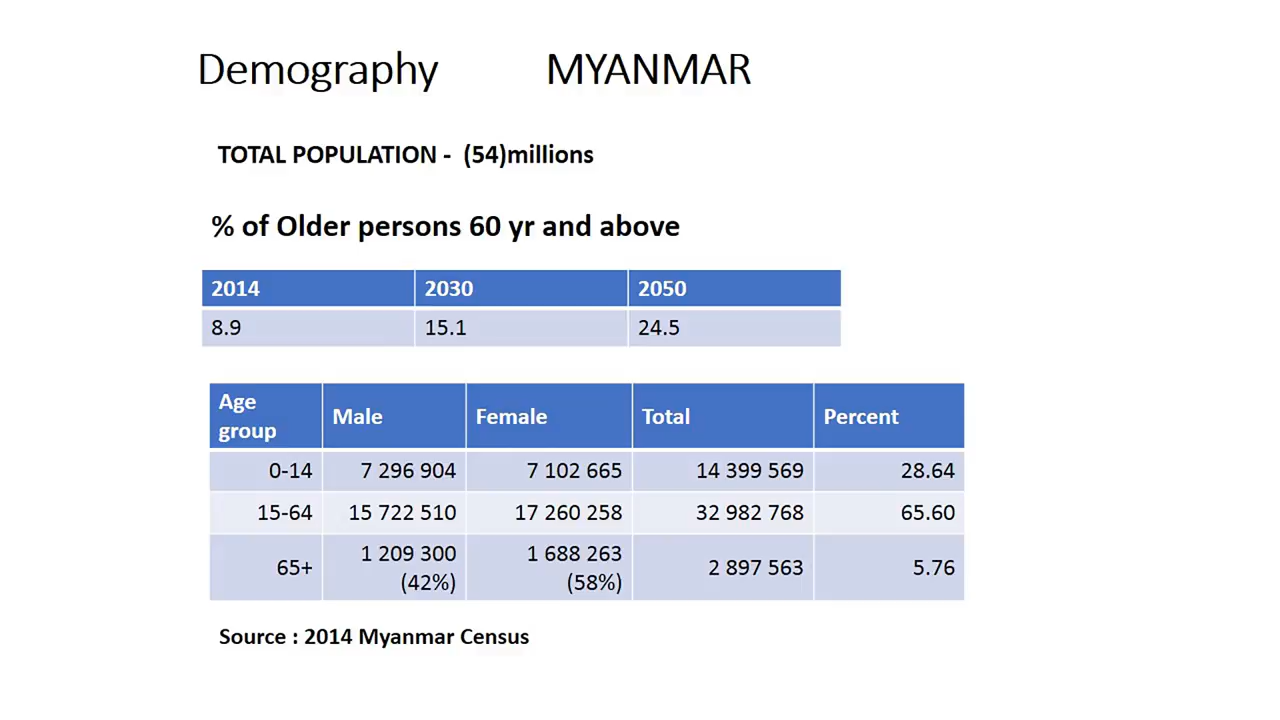 Demography MYANMAR
TOTAL POPULATION - (54)millions
% of Older persons 60 yr and above
2014 2030 2050
8.9 15.1 24.5
Age group Male Female Total Percent
0-14 7 296 904 7 102 665 14 399 569 28.64
15-64 15 722 510 17 260 258 32 982 768 65.60
65+ 1 209 300 (42%) 1 688 263 (58%) 2 897 563 5.76
Source : 2014 Myanmar Census